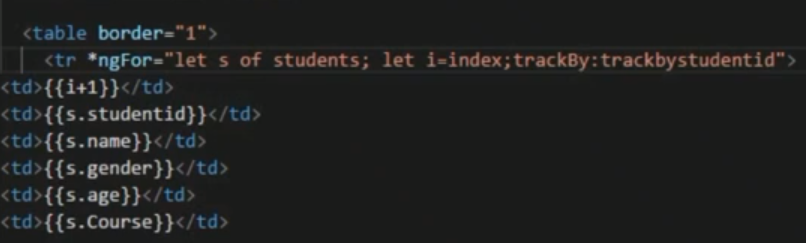 <table border="1">
<tr *ngFor="let s of students; let i=index;trackBy:trackbystudentid">
<td>{{i+1}}</td>
<td>{{s.studentid}}</td>
<td>{{s.name}}</td>
<td>{{s.gender}}</td>
<td>{{s.age}}</td>
<td>{{s.Course}}</td>